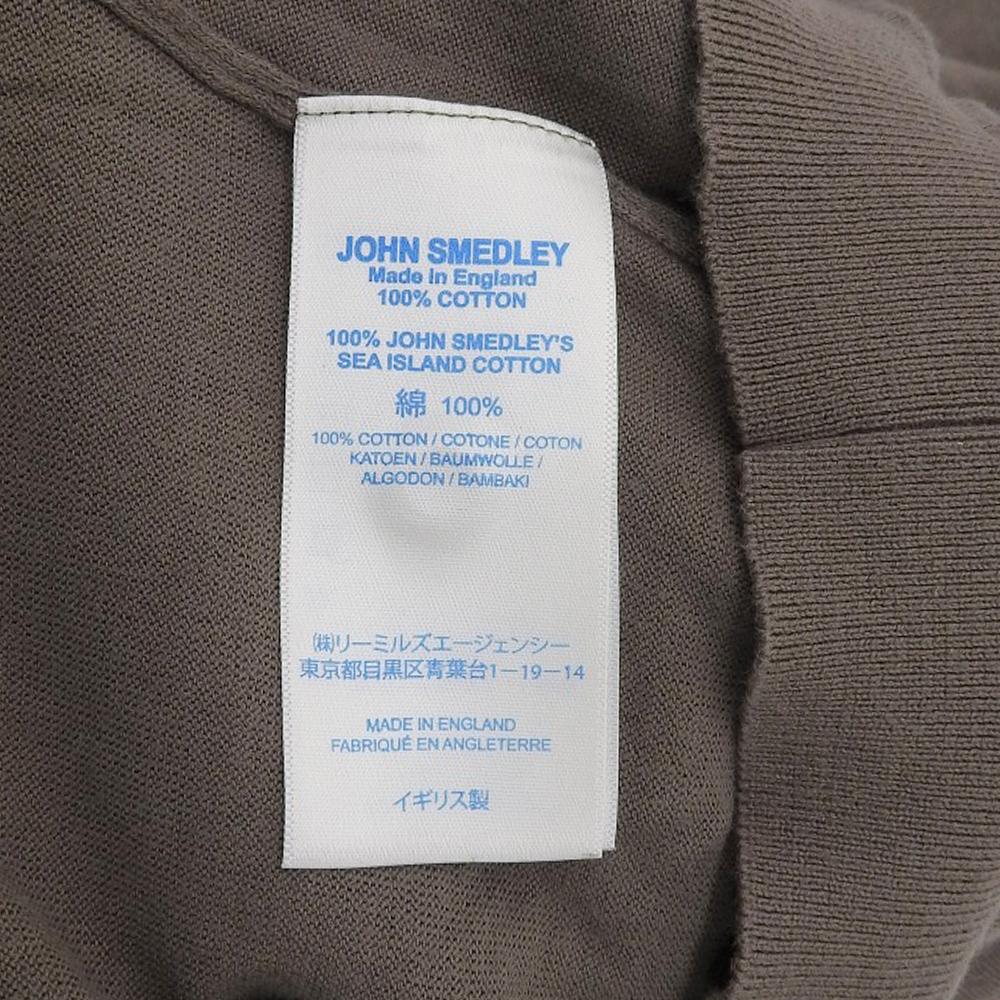 JOHN SMEDLEY
Made In England
100% COTTON
100% JOHN SMEDLEY'S
SEA ISLAND COTTON
綿 100%
100% COTTON / COTONE / COTON
KATOEN / BAUMWOLLE /
ALGODON / BAMBAKI
㈱リーミルズエージェンシー
東京都目黒区青葉台1－19－14
MADE IN ENGLAND
FABRIQUÉ EN ANGLETERRE
イギリス製